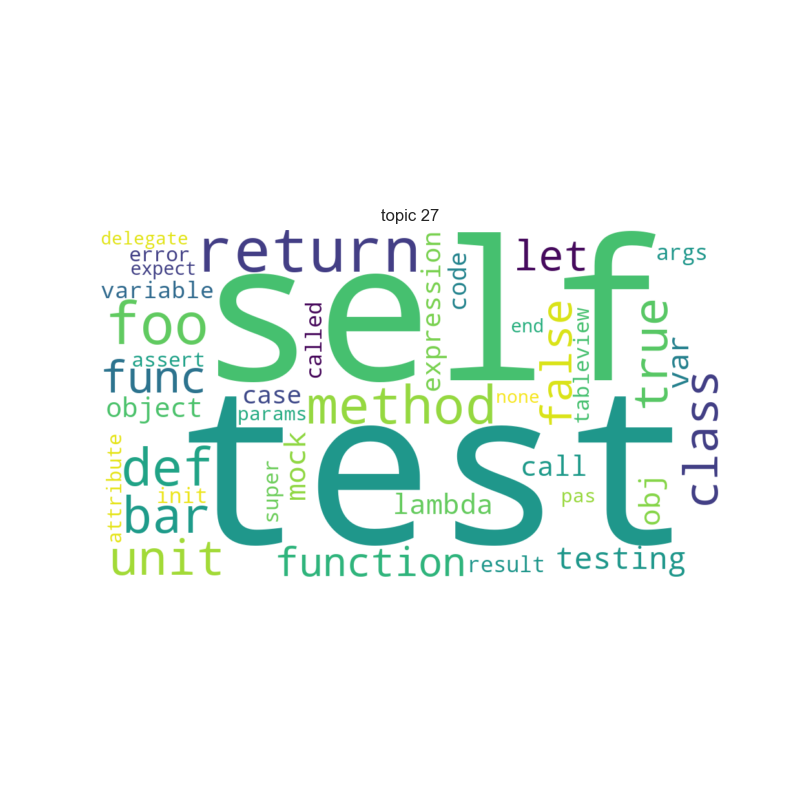 topic 27
delegate
error
expect
return
variable
self
expression
code
let
args
foo
called
end
false
tableview
true
var
assert
func
case
object
params
method
none
class
test
def
attribute
init
super
mock
call
lambda
pas
obj
bar
unit
function
result
testing